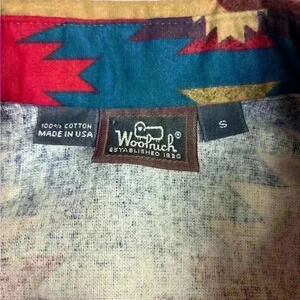 100% COTTON
MADE IN USA
Woolrich®
ESTABLISHED 1830
S